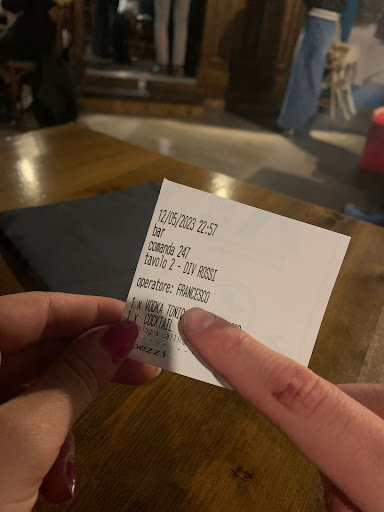 12/05/2023 22:57
bar
comanda 247
tavolo 2 - DIV ROSSI
operatore: FRANCESCO
1 x VODKA TONIC
1 x COCKTAIL
pezzi